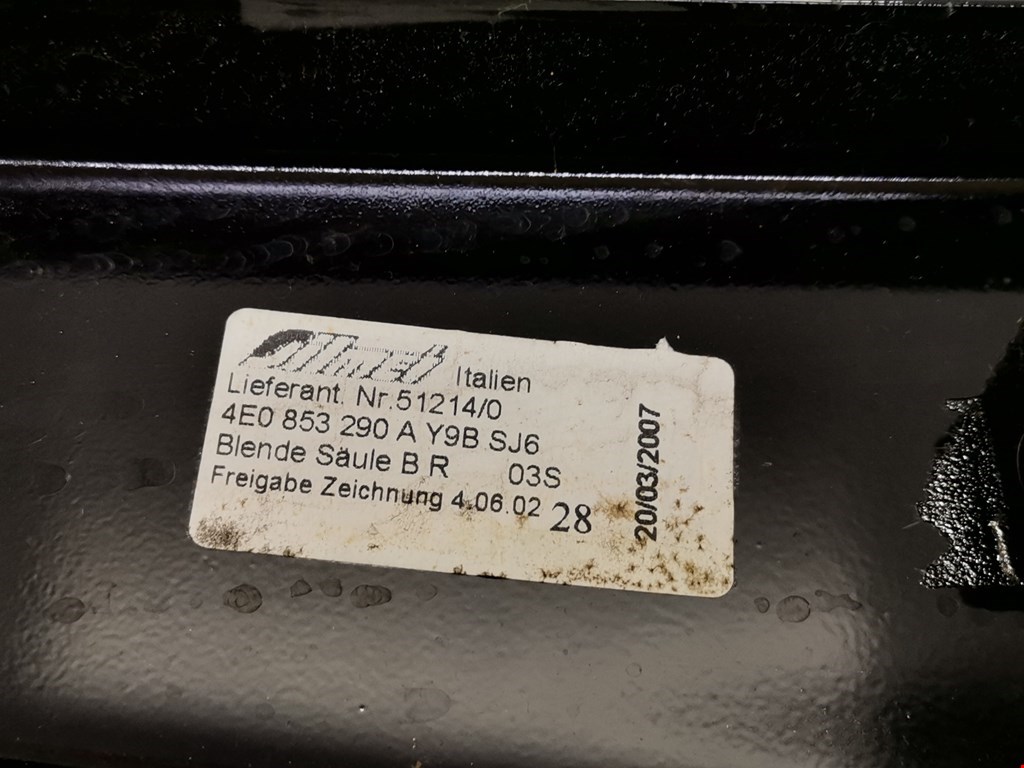 Italien
Lieferant. Nr.51214/0
4E0 853 290 A Y9B SJ6
Blende Säule B R 03S
Freigabe Zeichnung 4.06.02 28
20/03/2007